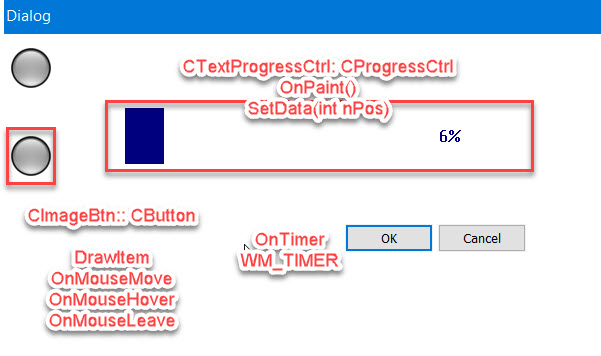 Dialog
CTextProgressCtrl: CProgressCtrl
OnPaint()
SetData(int nPos)
6%
CImageBtn:: CButton
DrawItem
OnMouseMove
OnMouseHover
OnMouseLeave
OnTimer
WM_TIMER
OK
Cancel